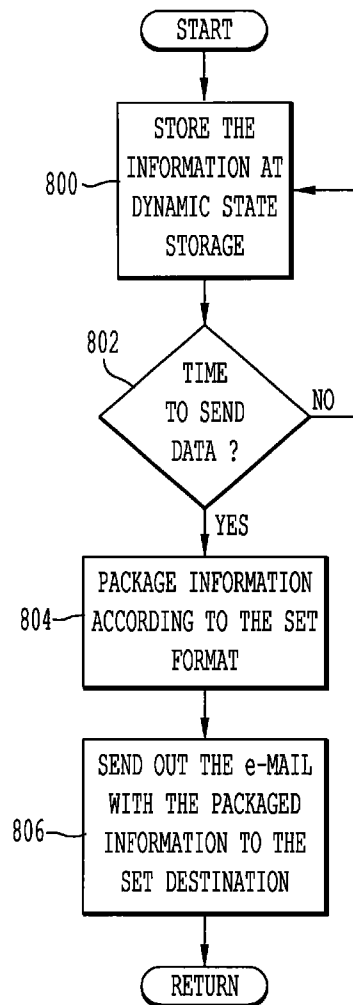 START
STORE THE
INFORMATION AT
DYNAMIC STATE
STORAGE
800
802
TIME
TO SEND
DATA ?
NO
YES
PACKAGE INFORMATION
ACCORDING TO THE SET
FORMAT
804
SEND OUT THE e-MAIL
WITH THE PACKAGED
INFORMATION TO THE
SET DESTINATION
806
RETURN